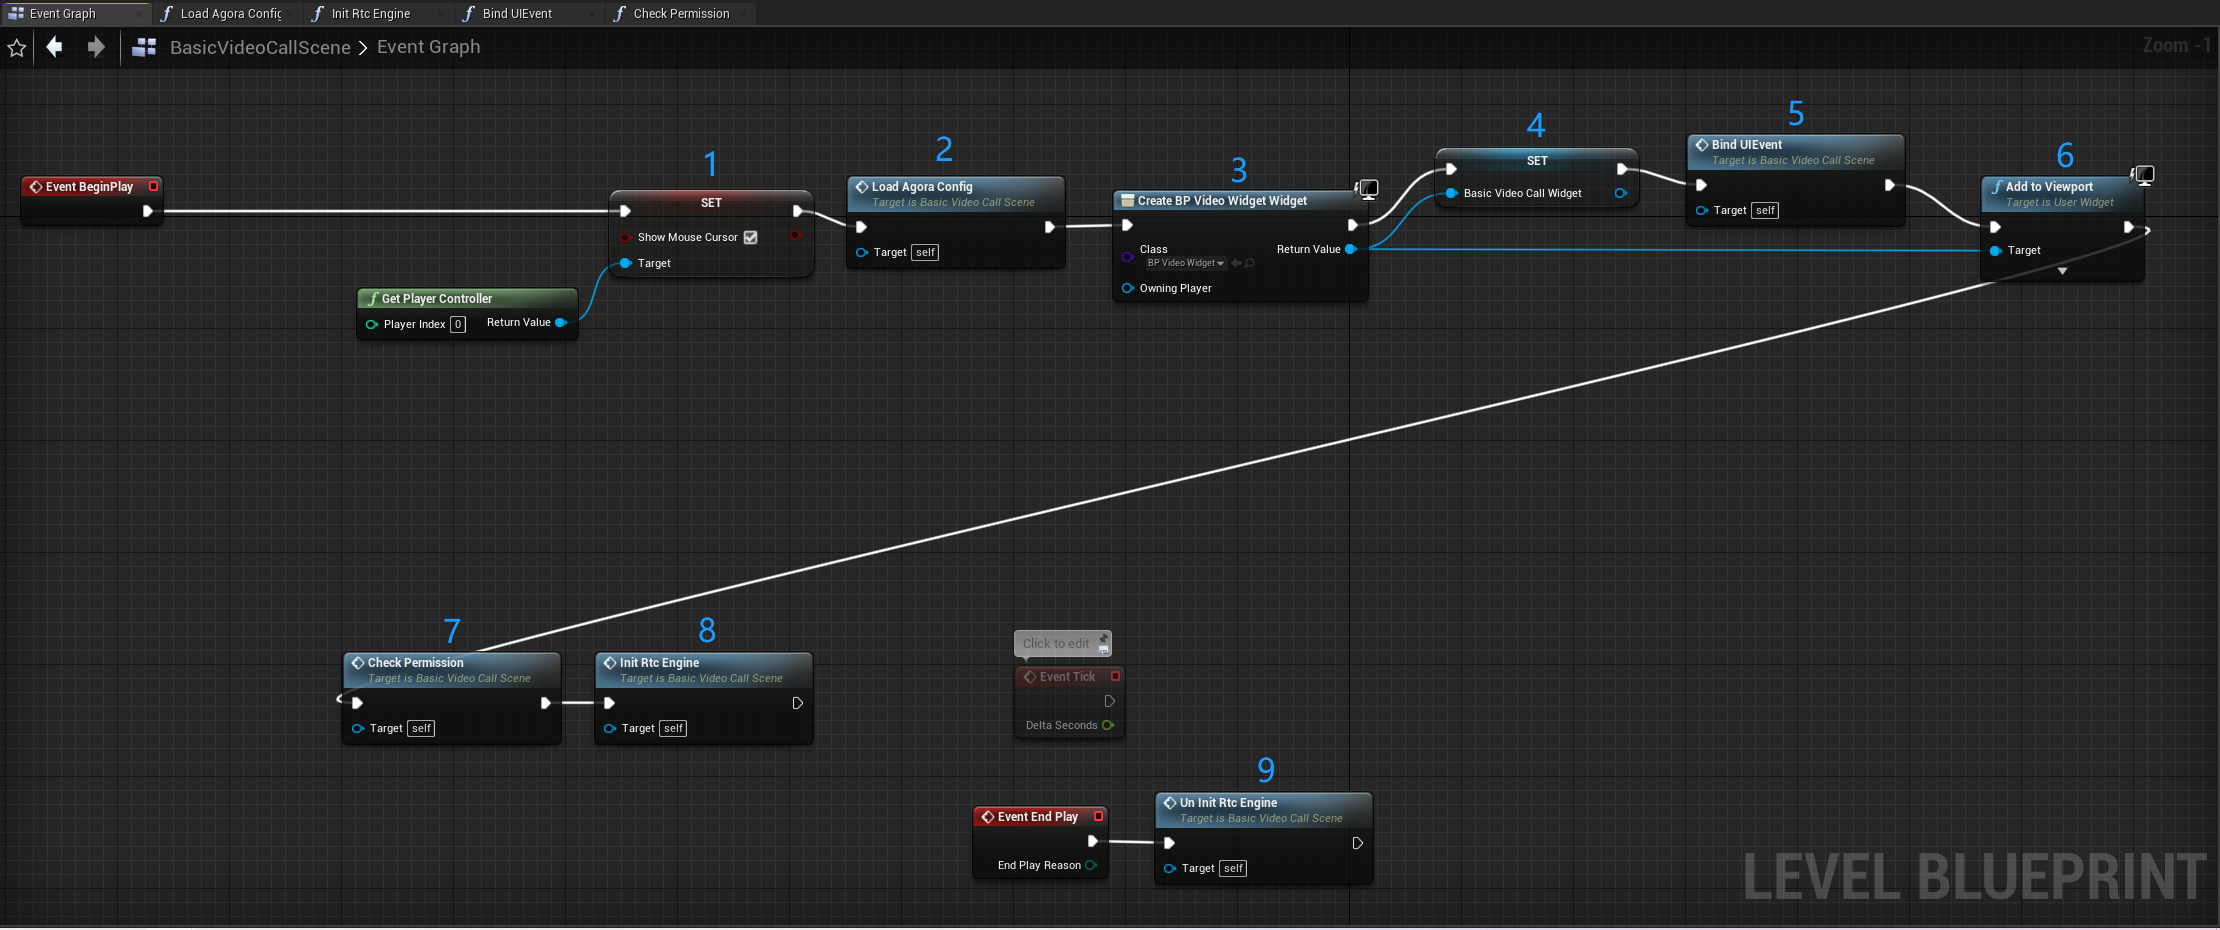 Event Graph
Load Agora Config
Init Rtc Engine
Bind UIEvent
Check Permission
BasicVideoCallScene > Event Graph
Zoom -1
1
2
3
4
5
6
Event BeginPlay
SET
Show Mouse Cursor
Target
Get Player Controller
Player Index 0 Return Value
Load Agora Config
Target is Basic Video Call Scene
Target self
Create BP Video Widget Widget
Class
BP Video Widget
Return Value
Owning Player
SET
Basic Video Call Widget
Bind UIEvent
Target is Basic Video Call Scene
Target self
Add to Viewport
Target is User Widget
Target
7
8
Check Permission
Target is Basic Video Call Scene
Target self
Init Rtc Engine
Target is Basic Video Call Scene
Target self
Click to edit
Event Tick
Delta Seconds
9
Event End Play
End Play Reason
Un Init Rtc Engine
Target is Basic Video Call Scene
Target self
LEVEL BLUEPRINT